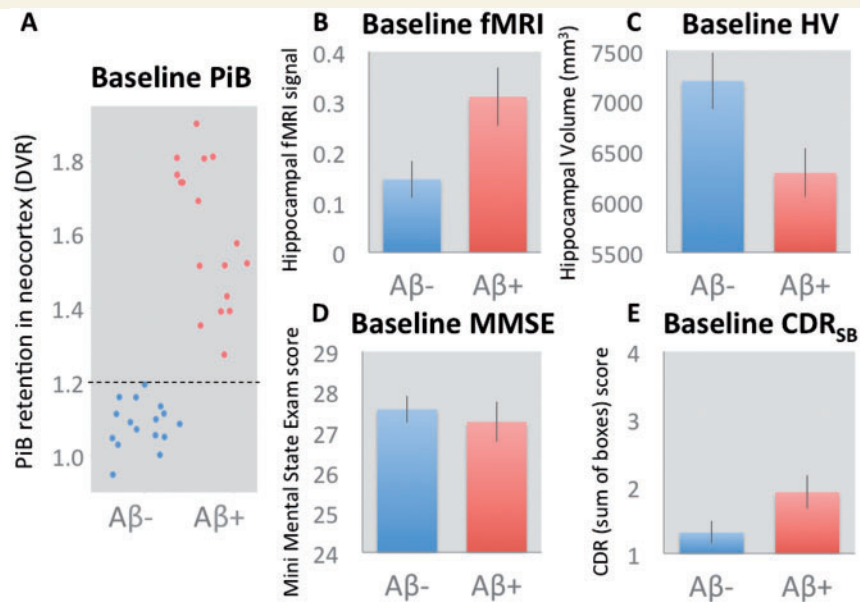 A
Baseline PiB
PiB retention in neocortex (DVR)
1.8
1.6
1.4
1.2
1.0
Aβ-
Aβ+
B
Baseline fMRI
Hippocampal fMRI signal
0.4
0.3
0.2
0.1
0
Aβ-
Aβ+
C
Baseline HV
Hippocampal Volume (mm³)
7500
7000
6500
6000
5500
Aβ-
Aβ+
D
Baseline MMSE
Mini Mental State Exam score
29
28
27
26
25
24
Aβ-
Aβ+
E
Baseline CDRSB
CDR (sum of boxes) score
4
3
2
1
Aβ-
Aβ+